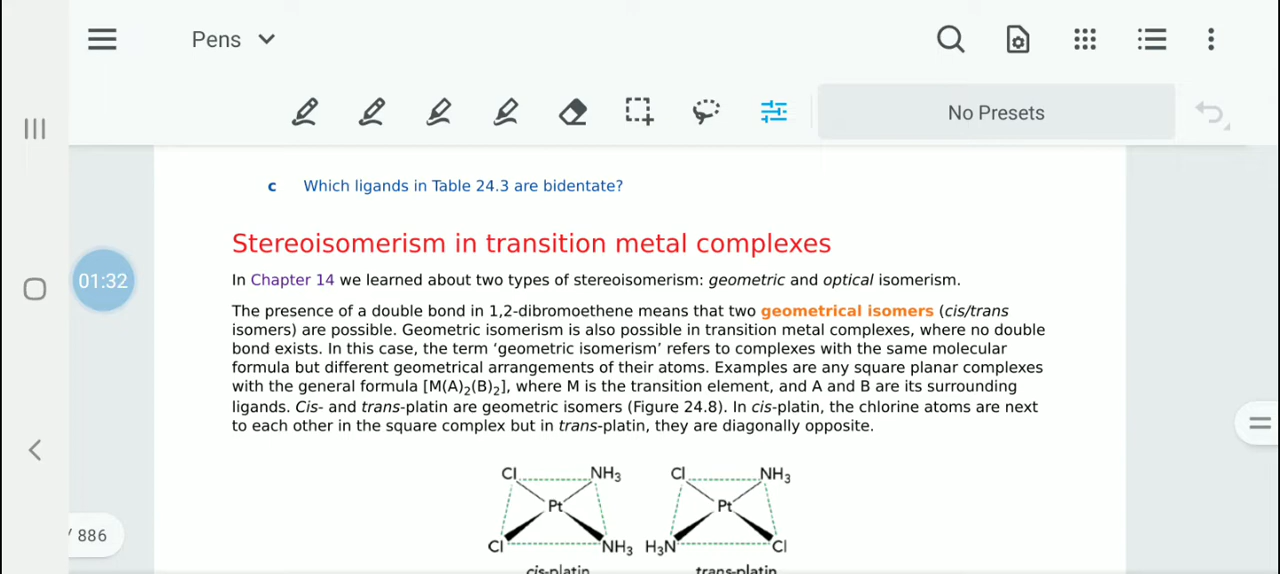 Pens
No Presets
c Which ligands in Table 24.3 are bidentate?
Stereoisomerism in transition metal complexes
In Chapter 14 we learned about two types of stereoisomerism: geometric and optical isomerism.
01:32
The presence of a double bond in 1,2-dibromoethene means that two geometrical isomers (cis/trans
isomers) are possible. Geometric isomerism is also possible in transition metal complexes, where no double
bond exists. In this case, the term ‘geometric isomerism’ refers to complexes with the same molecular
formula but different geometrical arrangements of their atoms. Examples are any square planar complexes
with the general formula [M(A)₂(B)₂], where M is the transition element, and A and B are its surrounding
ligands. Cis- and trans-platin are geometric isomers (Figure 24.8). In cis-platin, the chlorine atoms are next
to each other in the square complex but in trans-platin, they are diagonally opposite.
Cl NH₃ Cl NH₃
Pt Pt
/ 886
Cl NH₃ H₃N Cl
cis-platin trans-platin